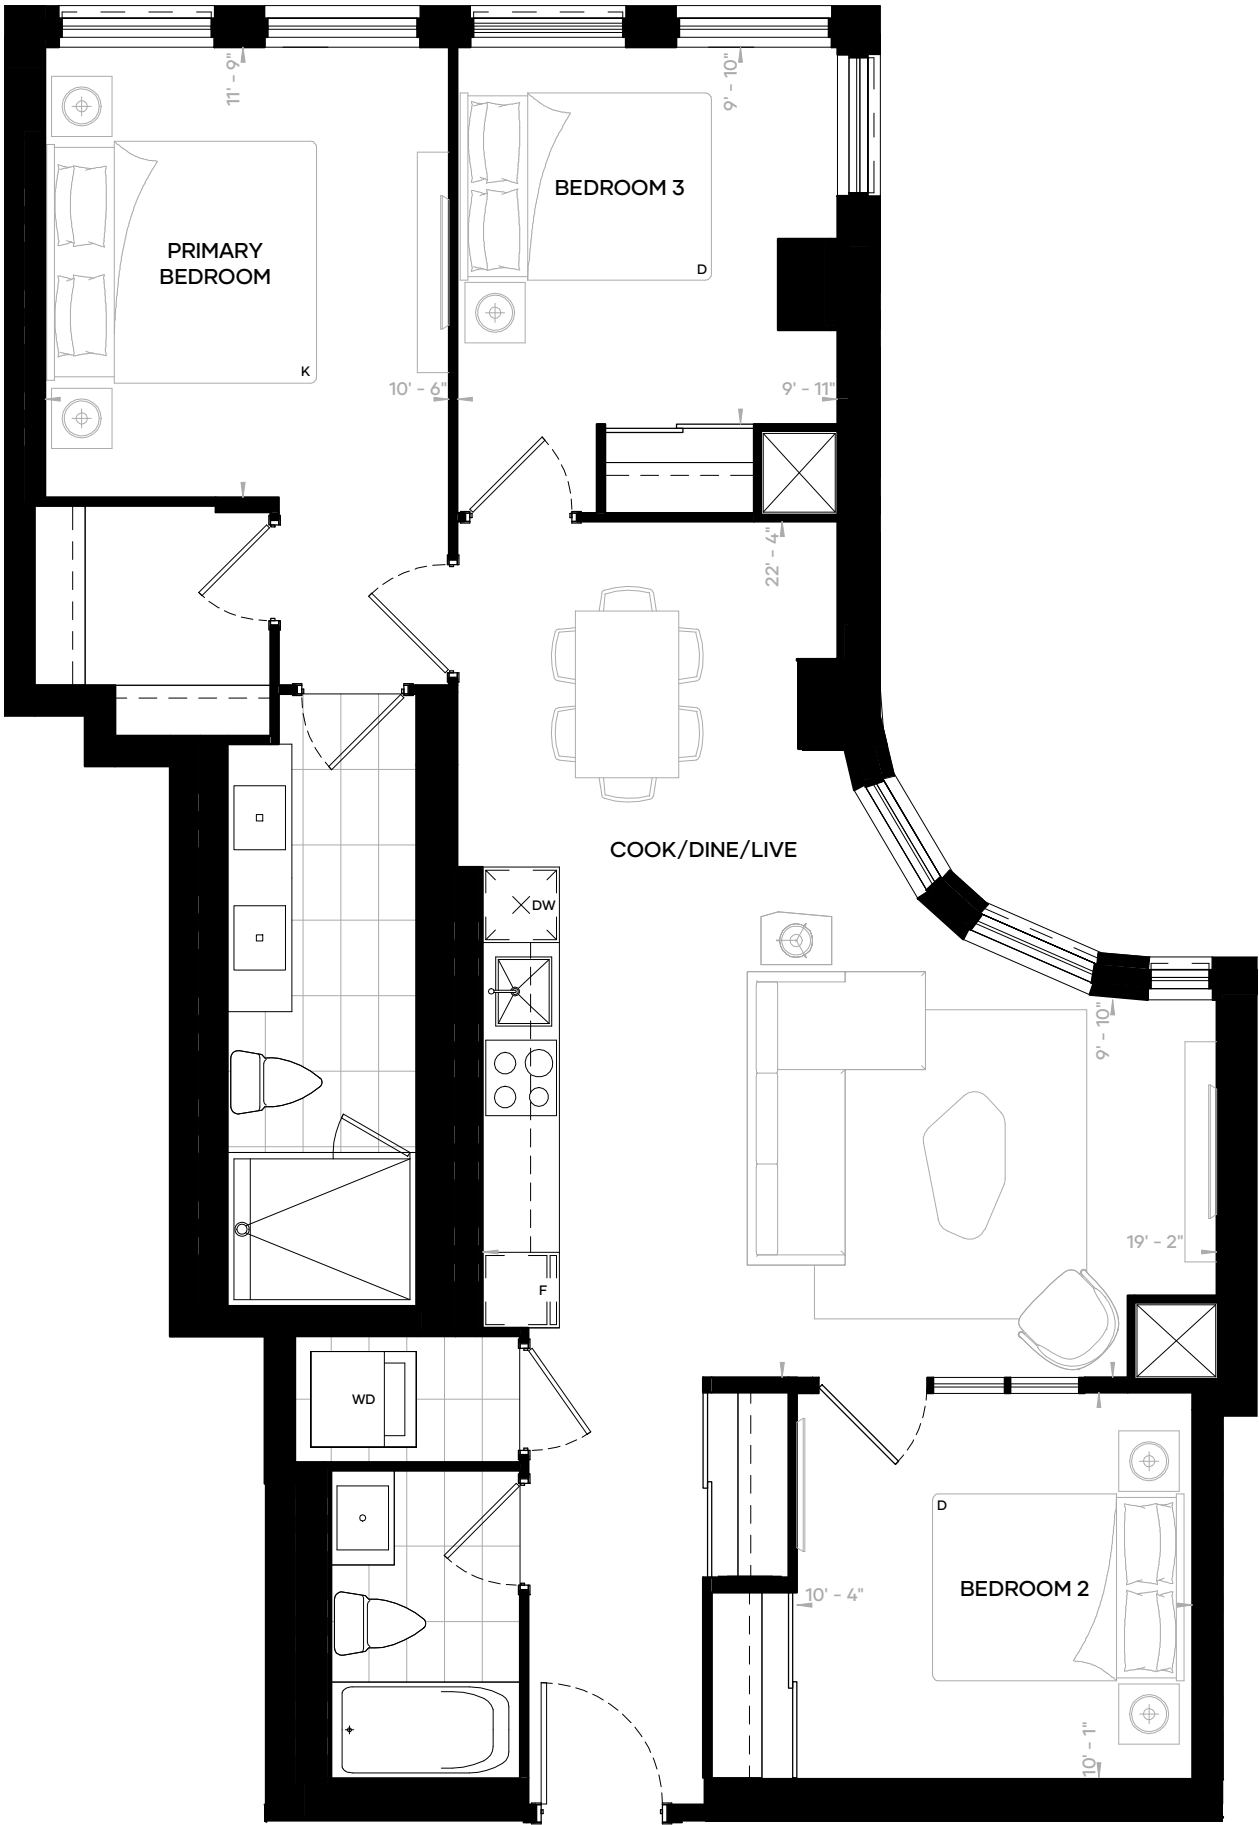 11' - 9"
9' - 10"
BEDROOM 3
PRIMARY
BEDROOM
D
K
10' - 6"
9' - 11"
22' - 4"
COOK/DINE/LIVE
DW
9' - 10"
19' - 2"
F
WD
D
BEDROOM 2
10' - 4"
10' - 1"